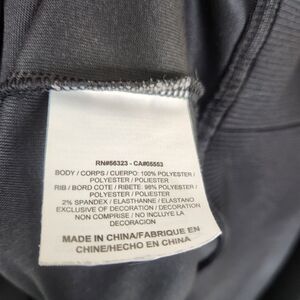 RN#56323 - CA#05553
BODY / CORPS / CUERPO: 100% POLYESTER /
POLYESTER / POLIESTER
RIB / BORD COTE / RIBETE: 98% POLYESTER /
POLYESTER / POLIESTER
2% SPANDEX / ELASTHANNE / ELASTANO
EXCLUSIVE OF DECORATION / DECORATION
NON COMPRISE / NO INCLUYE LA
DECORACION
MADE IN CHINA/FABRIQUE EN
CHINE/HECHO EN CHINA